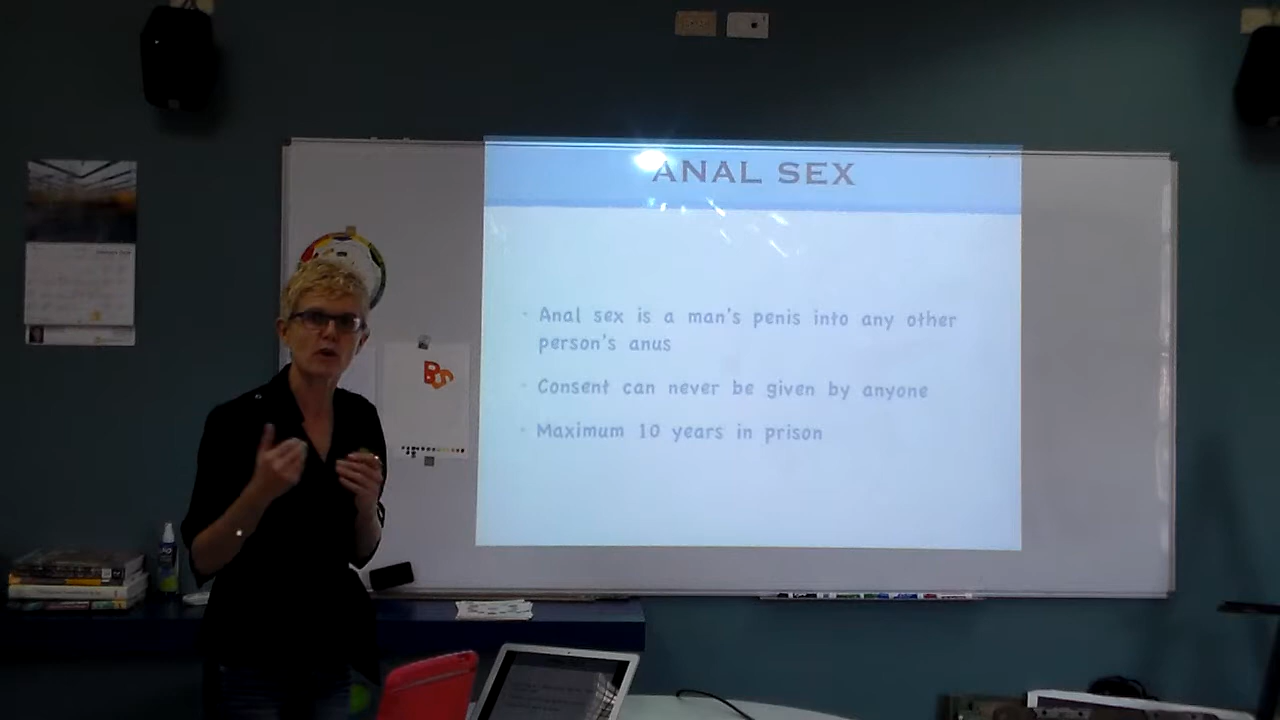 ANAL SEX
Anal sex is a man's penis into any other
person's anus
Consent can never be given by anyone
Maximum 10 years in prison